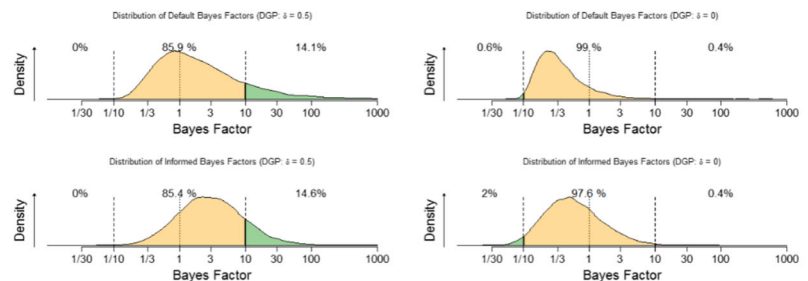 Distribution of Default Bayes Factors (DGP: δ = 0.5)
0% 85.9 % 14.1%
Density
1/30 1/10 1/3 1 3 10 30 100 1000
Bayes Factor
Distribution of Default Bayes Factors (DGP: δ = 0)
0.6% 99 % 0.4%
Density
1/30 1/10 1/3 1 3 10 30 100 1000
Bayes Factor
Distribution of Informed Bayes Factors (DGP: δ = 0.5)
0% 85.4 % 14.6%
Density
1/30 1/10 1/3 1 3 10 30 100 1000
Bayes Factor
Distribution of Informed Bayes Factors (DGP: δ = 0)
2% 97.6 % 0.4%
Density
1/30 1/10 1/3 1 3 10 30 100 1000
Bayes Factor